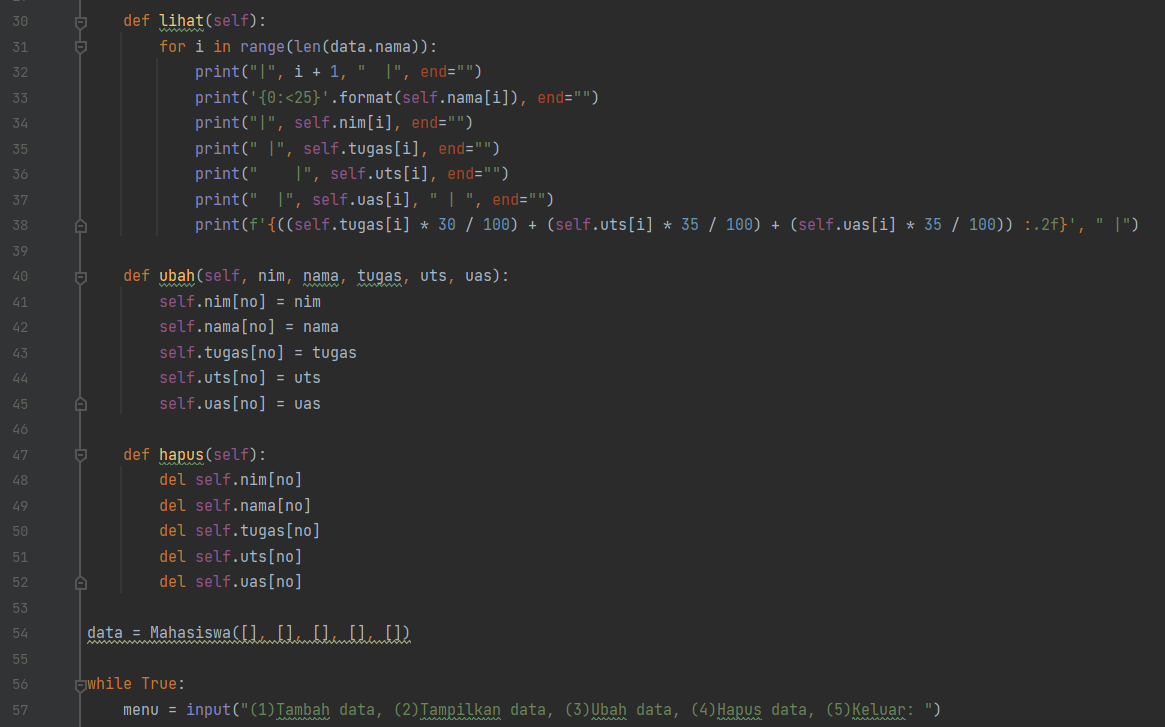 30 def lihat(self):
31 for i in range(len(data.nama)):
32 print("|", i + 1, "  |", end="")
33 print('{0:<25}'.format(self.nama[i]), end="")
34 print("|", self.nim[i], end="")
35 print(" |", self.tugas[i], end="")
36 print("    |", self.uts[i], end="")
37 print("  |", self.uas[i], " | ", end="")
38 print(f'{((self.tugas[i] * 30 / 100) + (self.uts[i] * 35 / 100) + (self.uas[i] * 35 / 100)) :.2f}', " |")
39
40 def ubah(self, nim, nama, tugas, uts, uas):
41 self.nim[no] = nim
42 self.nama[no] = nama
43 self.tugas[no] = tugas
44 self.uts[no] = uts
45 self.uas[no] = uas
46
47 def hapus(self):
48 del self.nim[no]
49 del self.nama[no]
50 del self.tugas[no]
51 del self.uts[no]
52 del self.uas[no]
53
54 data = Mahasiswa([], [], [], [], [])
55
56 while True:
57 menu = input("(1)Tambah data, (2)Tampilkan data, (3)Ubah data, (4)Hapus data, (5)Keluar: ")